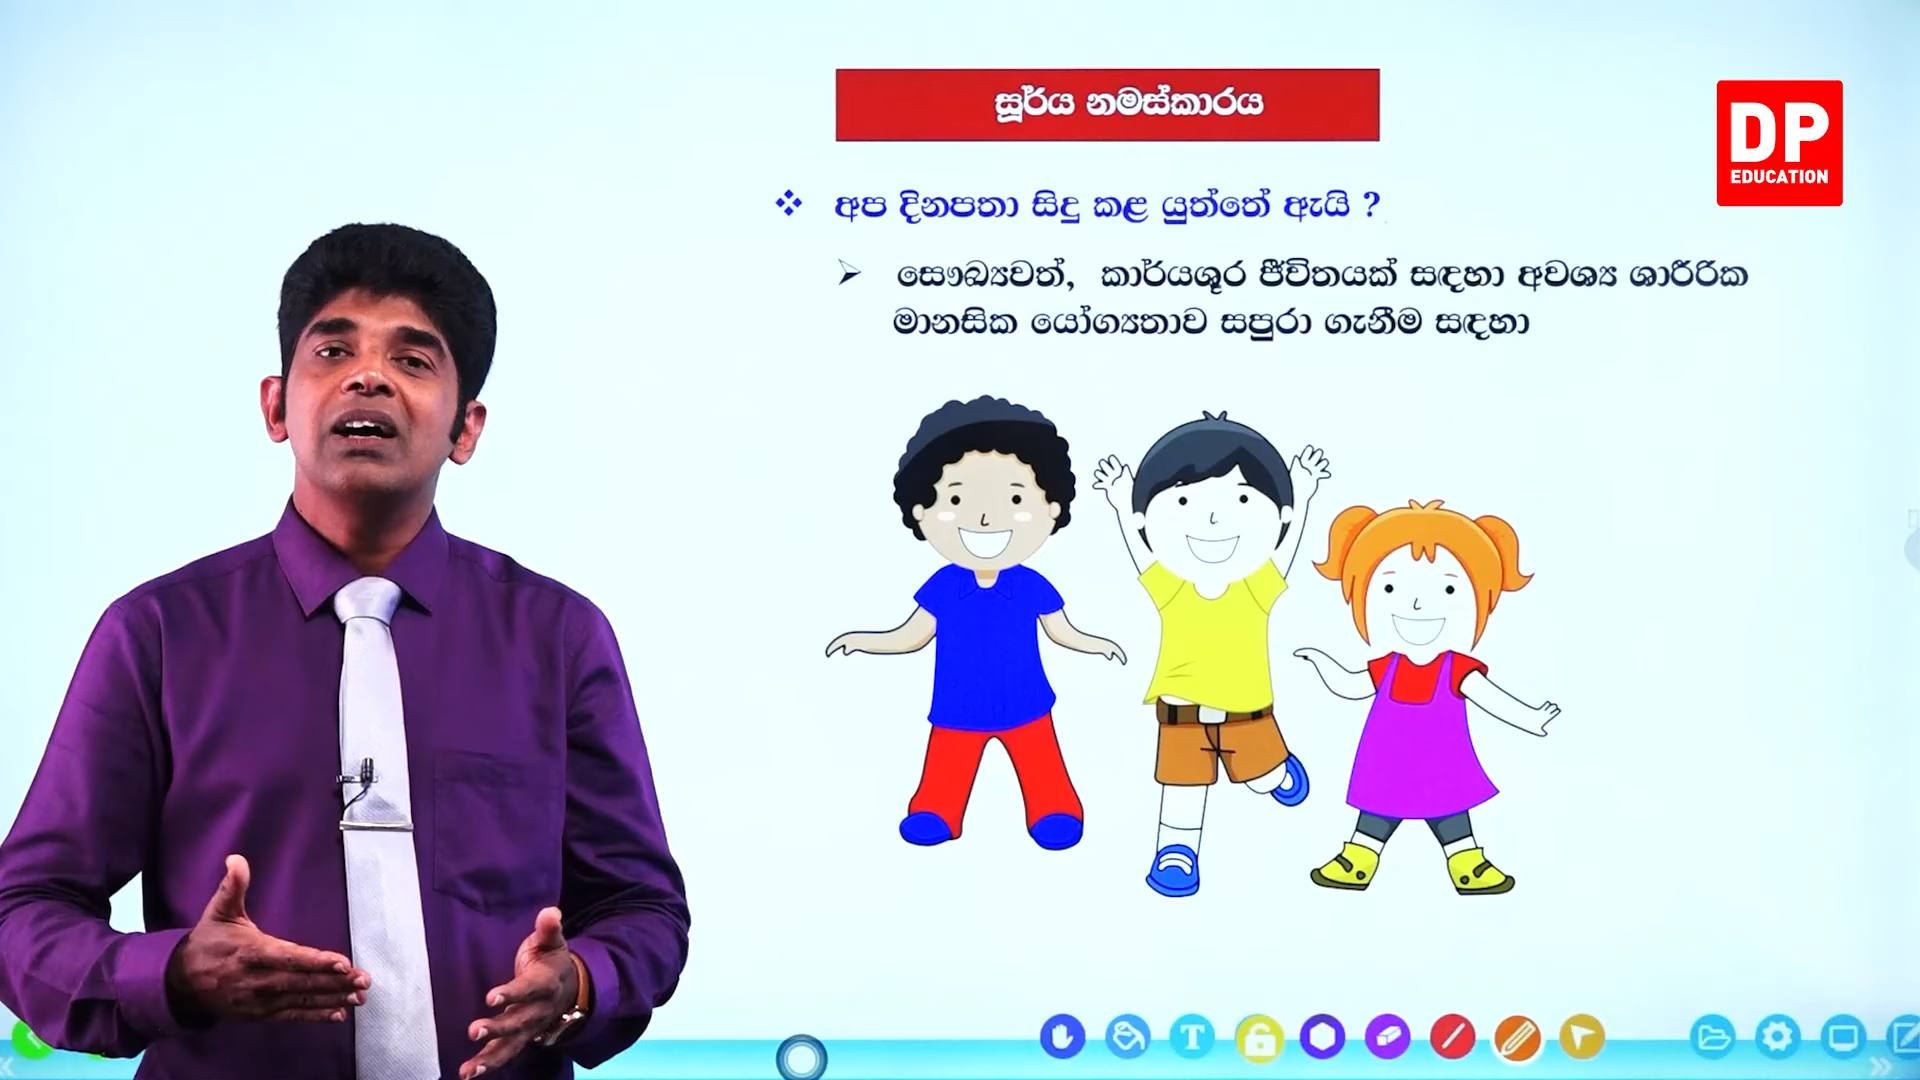 සූර්ය නමස්කාරය
DP
EDUCATION
❖ අප දිනපතා සිදු කළ යුත්තේ ඇයි ?
➢ සෞඛ්‍යවත්, කාර්යශූර ජීවිතයක් සඳහා අවශ්‍ය ශාරීරික
මානසික යෝග්‍යතාව සපුරා ගැනීම සඳහා
T